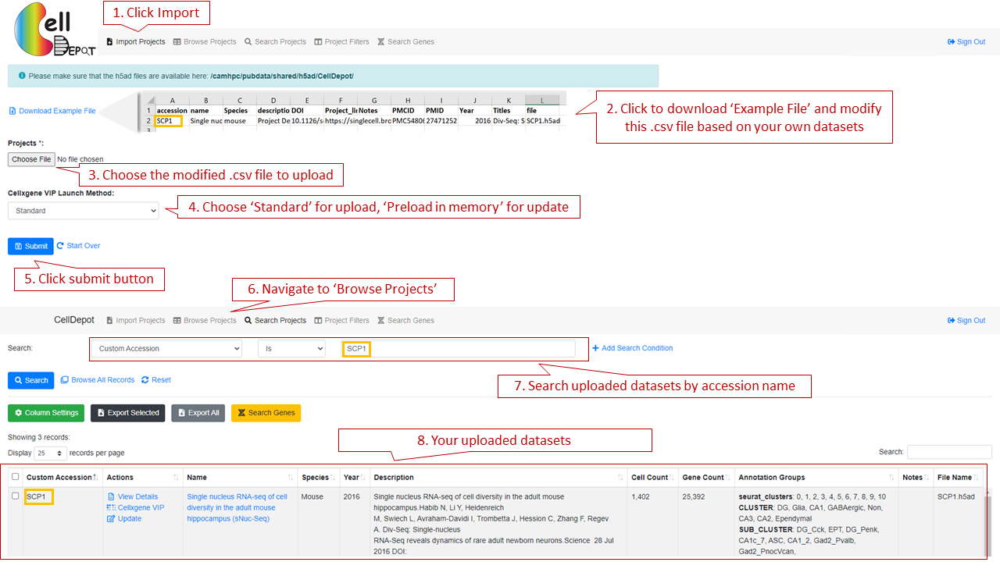 1. Click Import
Cell
DEPOT
Import Projects Browse Projects Search Projects Project Filters Search Genes Sign Out
Please make sure that the h5ad files are available here: /camhpc/pubdata/shared/h5ad/CellDepot/
Download Example File
A B C D E F G H I J K L
1 accession name Species descriptio DOI Project_li Notes PMCID PMID Year Titles file
2 SCP1 Single nuc mouse Project De 10.1126/s https://singlecell.bro PMC54806 27471252 2016 Div-Seq: S SCP1.h5ad
3
2. Click to download ‘Example File’ and modify
this .csv file based on your own datasets
Projects *:
Choose File No file chosen
3. Choose the modified .csv file to upload
Cellxgene VIP Launch Method:
Standard
4. Choose ‘Standard’ for upload, ‘Preload in memory’ for update
Submit Start Over
5. Click submit button
6. Navigate to ‘Browse Projects’
CellDepot Import Projects Browse Projects Search Projects Project Filters Search Genes Sign Out
Search: Custom Accession Is SCP1 Add Search Condition
Search Browse All Records Reset
7. Search uploaded datasets by accession name
Column Settings Export Selected Export All Search Genes
Showing 3 records:
8. Your uploaded datasets
Display 25 records per page Search:
Custom Accession Actions Name Species Year Description Cell Count Gene Count Annotation Groups Notes File Name
SCP1 View Details Single nucleus RNA-seq of cell Mouse 2016 Single nucleus RNA-seq of cell diversity in the adult mouse 1,402 25,392 seurat_clusters: 0, 1, 2, 3, 4, 5, 6, 7, 8, 9, 10 SCP1.h5ad
Cellxgene VIP diversity in the adult mouse hippocampus.Habib N, Li Y, Heidenreich CLUSTER: DG, Glia, CA1, GABAergic, Non,
Update hippocampus (sNuc-Seq) M, Swiech L, Avraham-Davidi I, Trombetta J, Hession C, Zhang F, Regev CA3, CA2, Ependymal
A. Div-Seq: Single-nucleus SUB_CLUSTER: DG_Cck, EPT, DG_Penk,
RNA-Seq reveals dynamics of rare adult newborn neurons.Science 28 Jul CA1c_7, ASC, CA1_2, Gad2_Pvalb,
2016 DOI: Gad2_PnocVcan,